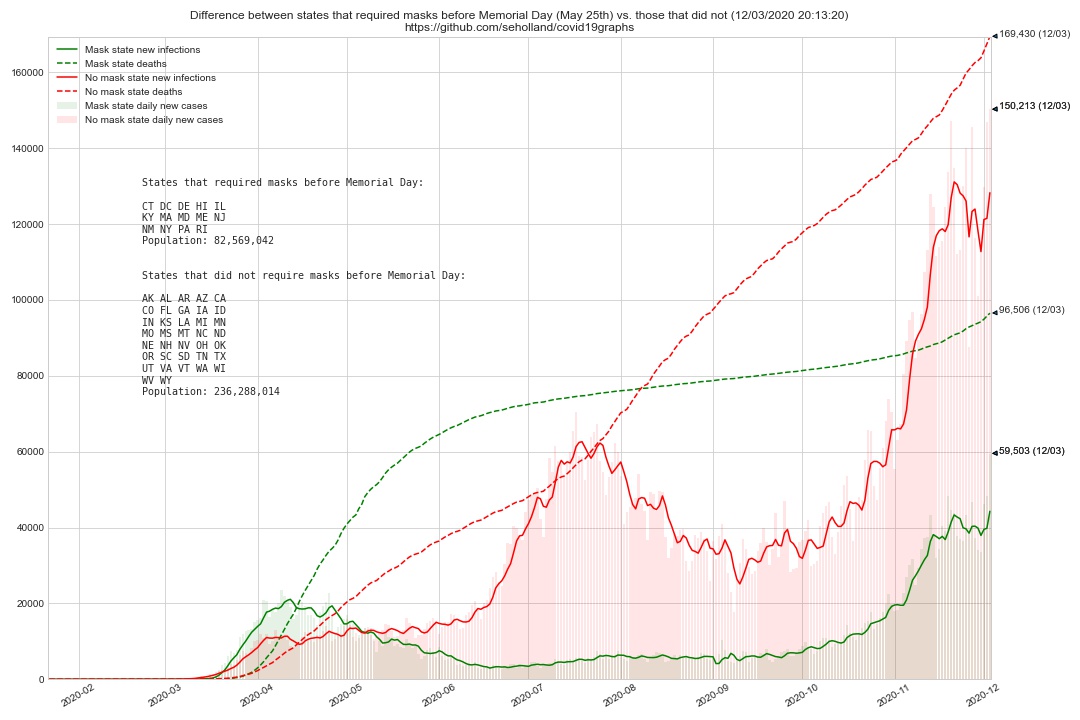 Difference between states that required masks before Memorial Day (May 25th) vs. those that did not (12/03/2020 20:13:20)
https://github.com/seholland/covid19graphs
Mask state new infections
Mask state deaths
No mask state new infections
No mask state deaths
Mask state daily new cases
No mask state daily new cases
States that required masks before Memorial Day:
CT DC DE HI IL
KY MA MD ME NJ
NM NY PA RI
Population: 82,569,042
States that did not require masks before Memorial Day:
AK AL AR AZ CA
CO FL GA IA ID
IN KS LA MI MN
MO MS MT NC ND
NE NH NV OH OK
OR SC SD TN TX
UT VA VT WA WI
WV WY
Population: 236,288,014
169,430 (12/03)
150,213 (12/03)
96,506 (12/03)
59,503 (12/03)
160000
140000
120000
100000
80000
60000
40000
20000
0
2020-02
2020-03
2020-04
2020-05
2020-06
2020-07
2020-08
2020-09
2020-10
2020-11
2020-12